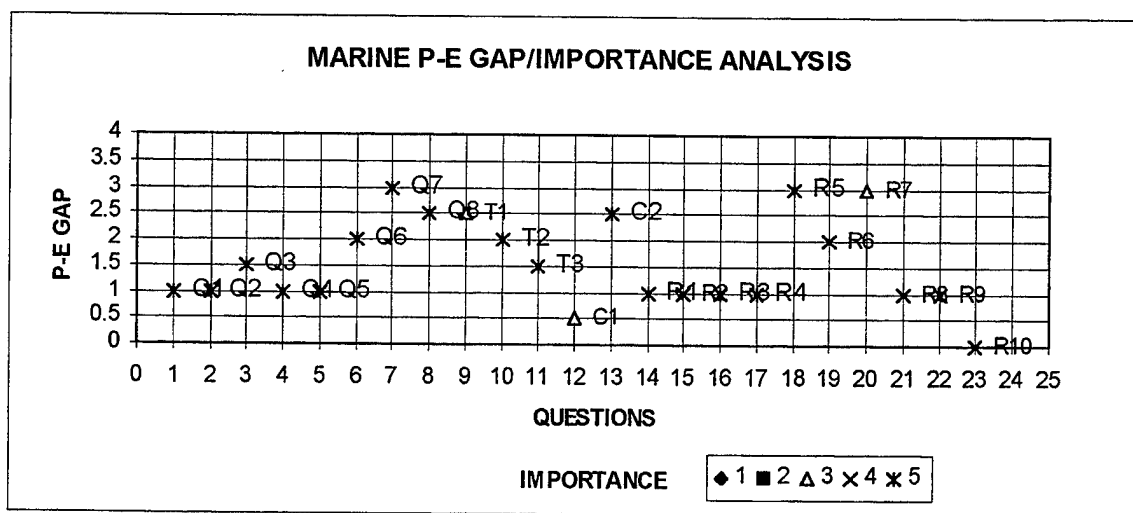 MARINE P-E GAP/IMPORTANCE ANALYSIS
P-E GAP
4
3.5
3
2.5
2
1.5
1
0.5
0
Q7 R5 R7
Q8 T1 C2
Q6 T2 R6
Q3 T3
Q1 Q2 Q4 Q5 R1 R2 R3 R4 R8 R9
C1
R10
0 1 2 3 4 5 6 7 8 9 10 11 12 13 14 15 16 17 18 19 20 21 22 23 24 25
QUESTIONS
IMPORTANCE 1 2 3 4 5